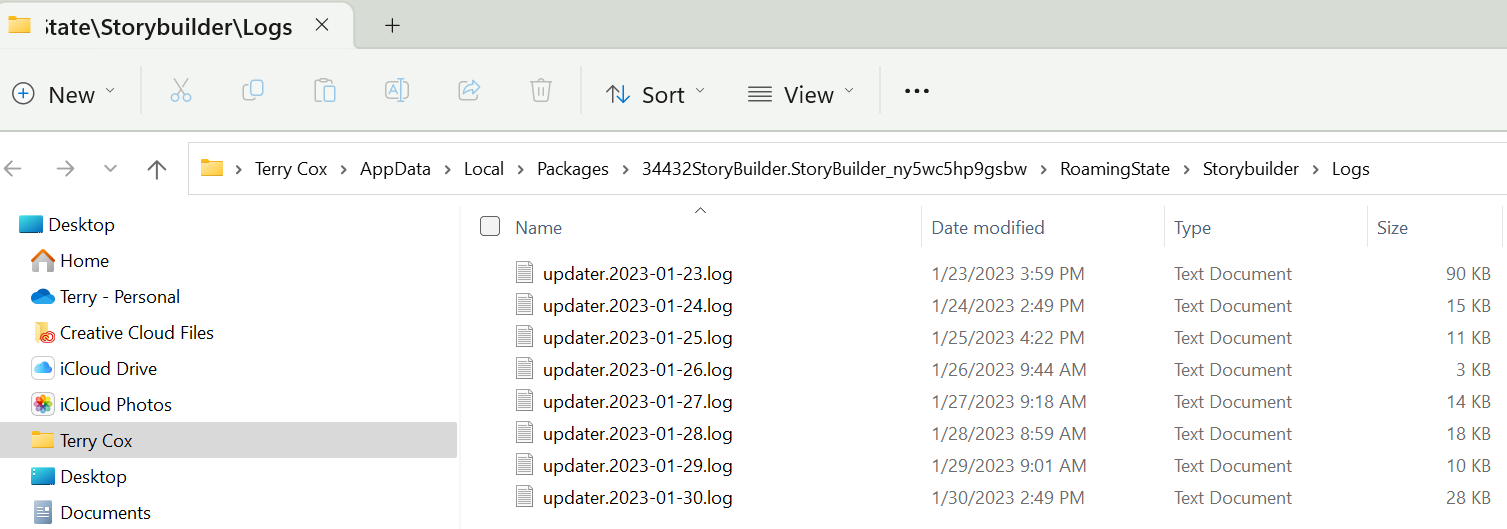 State\Storybuilder\Logs
New Sort View
Terry Cox AppData Local Packages 34432StoryBuilder.StoryBuilder_ny5wc5hp9gsbw RoamingState Storybuilder Logs
Desktop
Home
Terry - Personal
Creative Cloud Files
iCloud Drive
iCloud Photos
Terry Cox
Desktop
Documents
Name Date modified Type Size
updater.2023-01-23.log 1/23/2023 3:59 PM Text Document 90 KB
updater.2023-01-24.log 1/24/2023 2:49 PM Text Document 15 KB
updater.2023-01-25.log 1/25/2023 4:22 PM Text Document 11 KB
updater.2023-01-26.log 1/26/2023 9:44 AM Text Document 3 KB
updater.2023-01-27.log 1/27/2023 9:18 AM Text Document 14 KB
updater.2023-01-28.log 1/28/2023 8:59 AM Text Document 18 KB
updater.2023-01-29.log 1/29/2023 9:01 AM Text Document 10 KB
updater.2023-01-30.log 1/30/2023 2:49 PM Text Document 28 KB